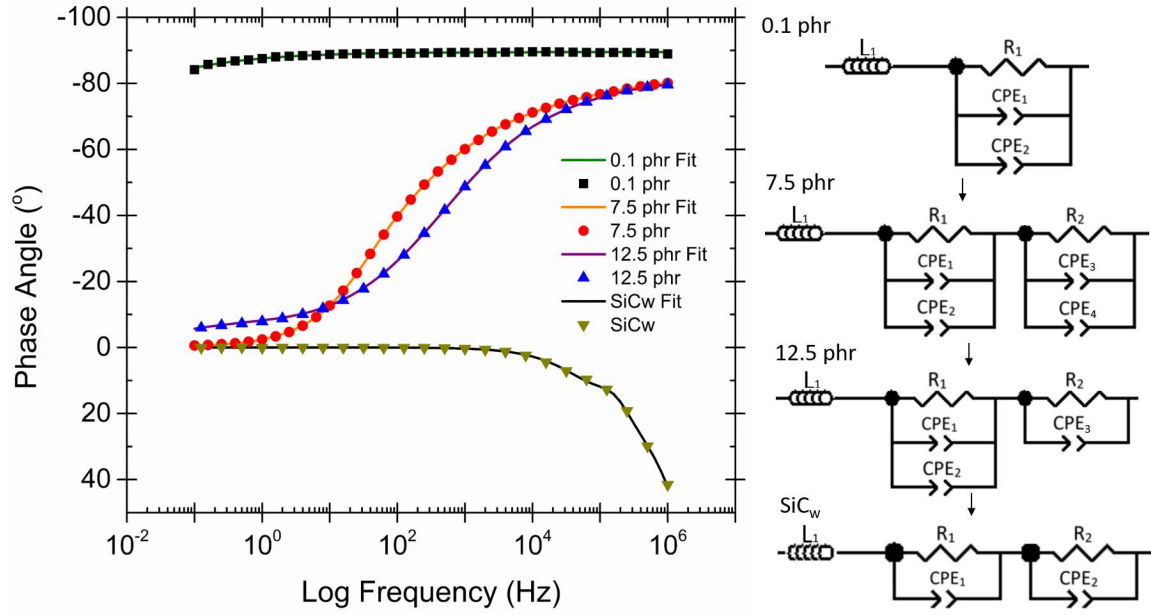 -100
-80
-60
-40
-20
0
20
40
Phase Angle (º)
10-2
100
102
104
106
Log Frequency (Hz)
0.1 phr Fit
0.1 phr
7.5 phr Fit
7.5 phr
12.5 phr Fit
12.5 phr
SiCw Fit
SiCw
0.1 phr
L1
R1
CPE1
CPE2
7.5 phr
L1
R1
R2
CPE1
CPE3
CPE2
CPE4
12.5 phr
L1
R1
R2
CPE1
CPE3
CPE2
SiCw
L1
R1
R2
CPE1
CPE2